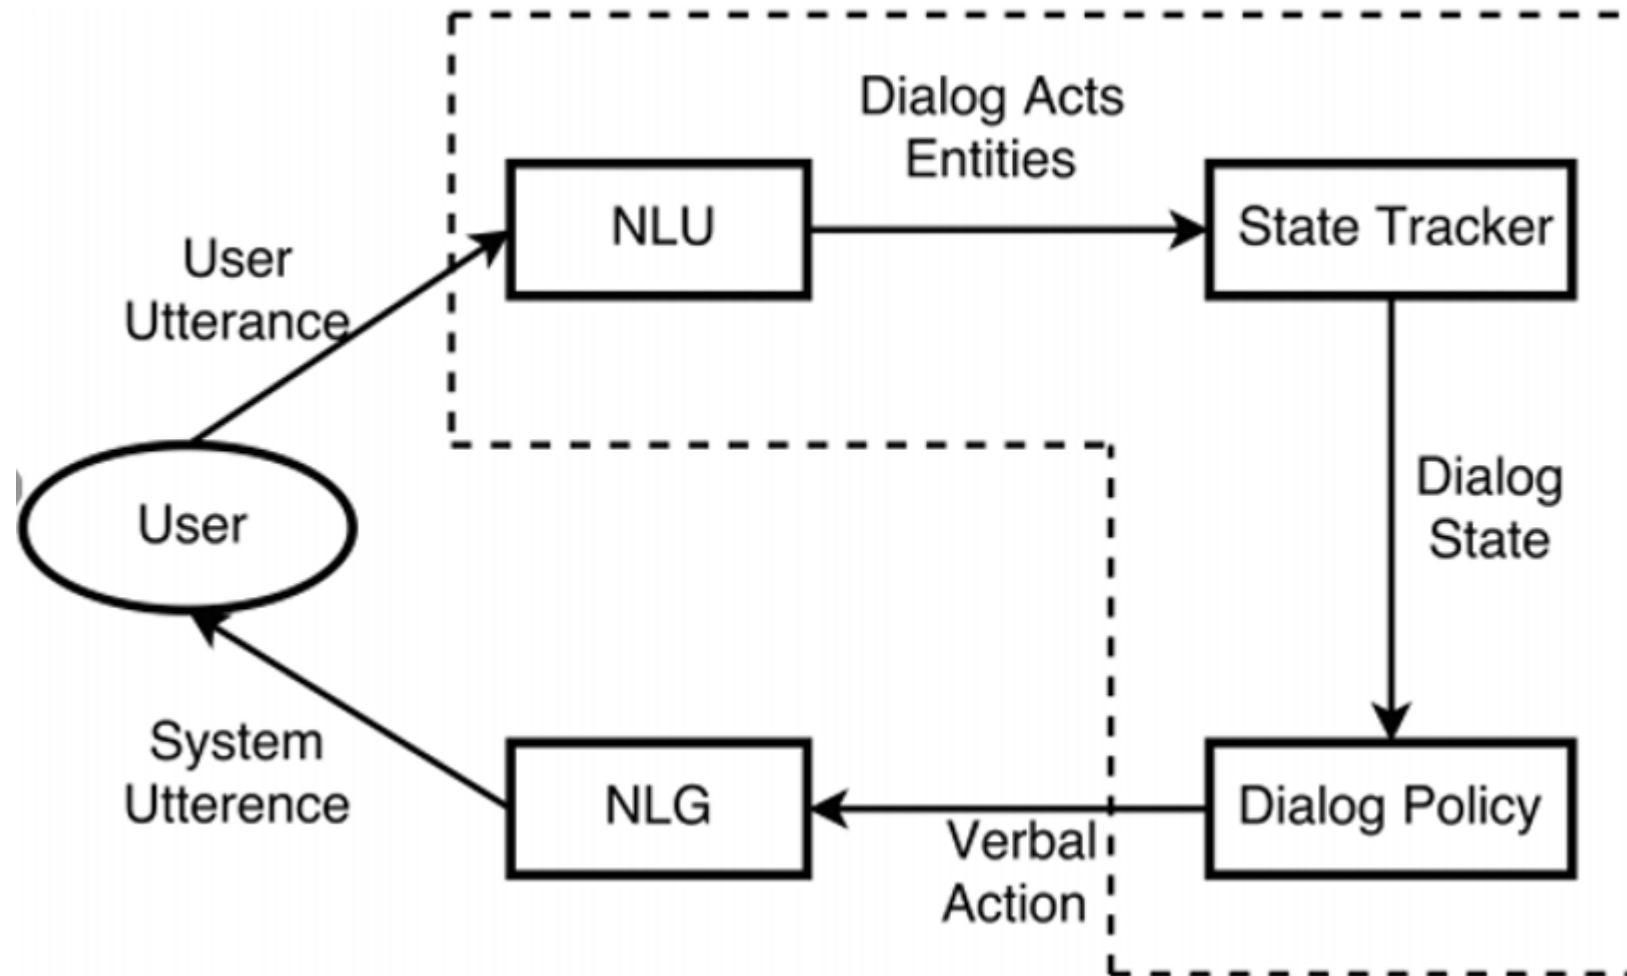 Dialog Acts
Entities
NLU
State Tracker
User
Utterance
User
Dialog
State
System
Utterence
NLG
Verbal
Action
Dialog Policy